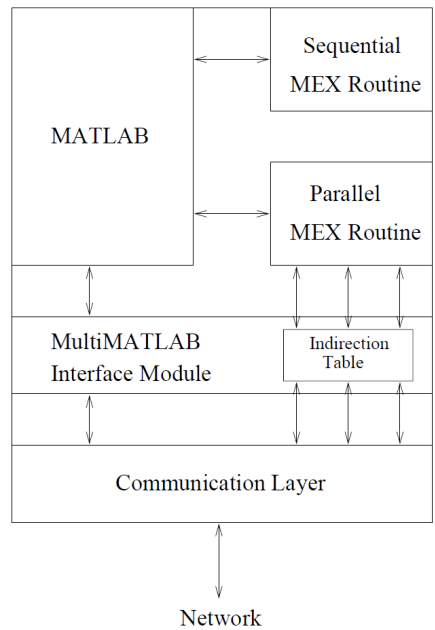 Sequential
MEX Routine
MATLAB
Parallel
MEX Routine
MultiMATLAB
Interface Module
Indirection
Table
Communication Layer
Network